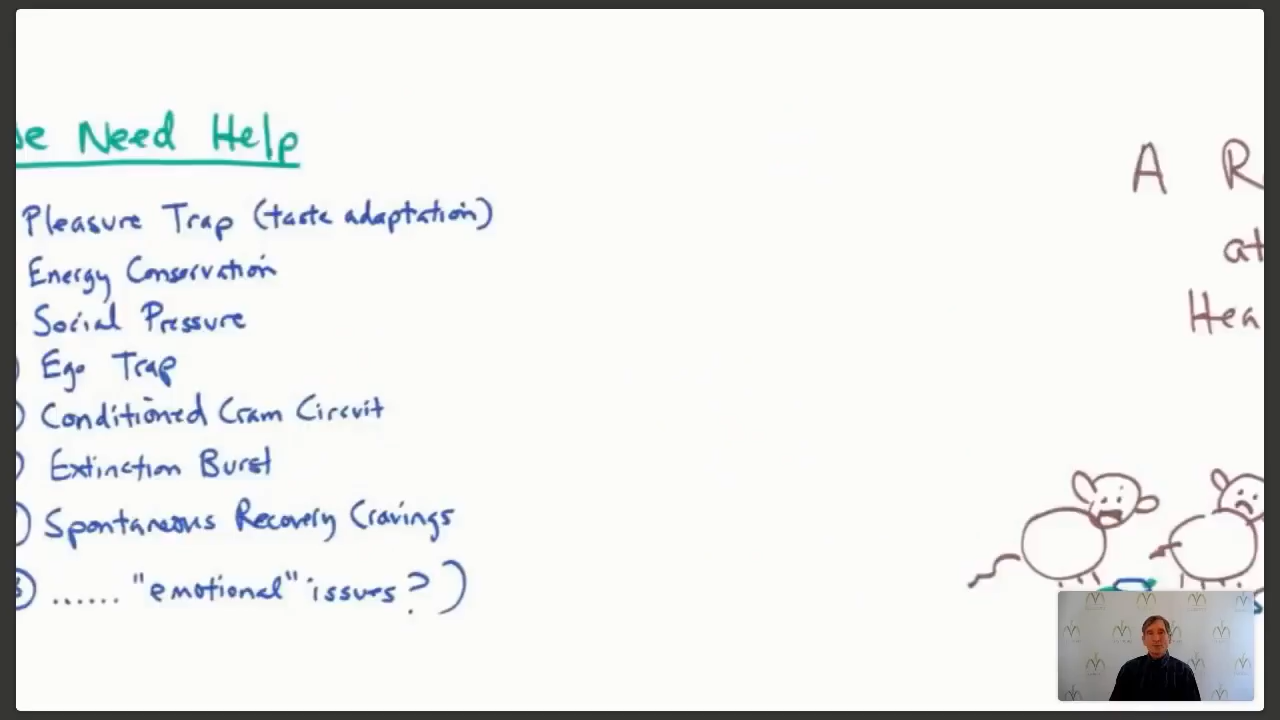 Need Help
Pleasure Trap (taste adaptation)
Energy Conservation
Social Pressure
Ego Trap
Conditioned Cram Circuit
Extinction Burst
Spontaneous Recovery Cravings
...... "emotional" issues?)
A R
at
Hea